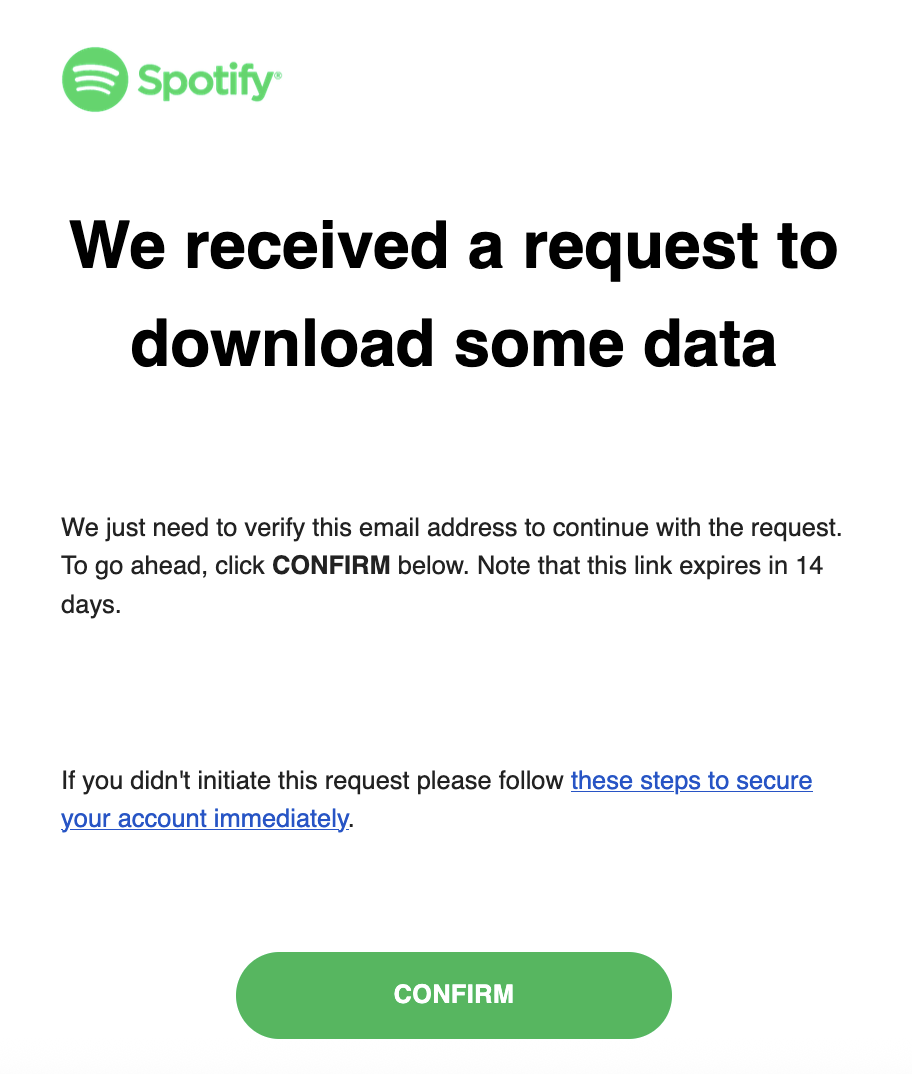 Spotify®
We received a request to
download some data
We just need to verify this email address to continue with the request.
To go ahead, click CONFIRM below. Note that this link expires in 14
days.
If you didn't initiate this request please follow these steps to secure
your account immediately.
CONFIRM